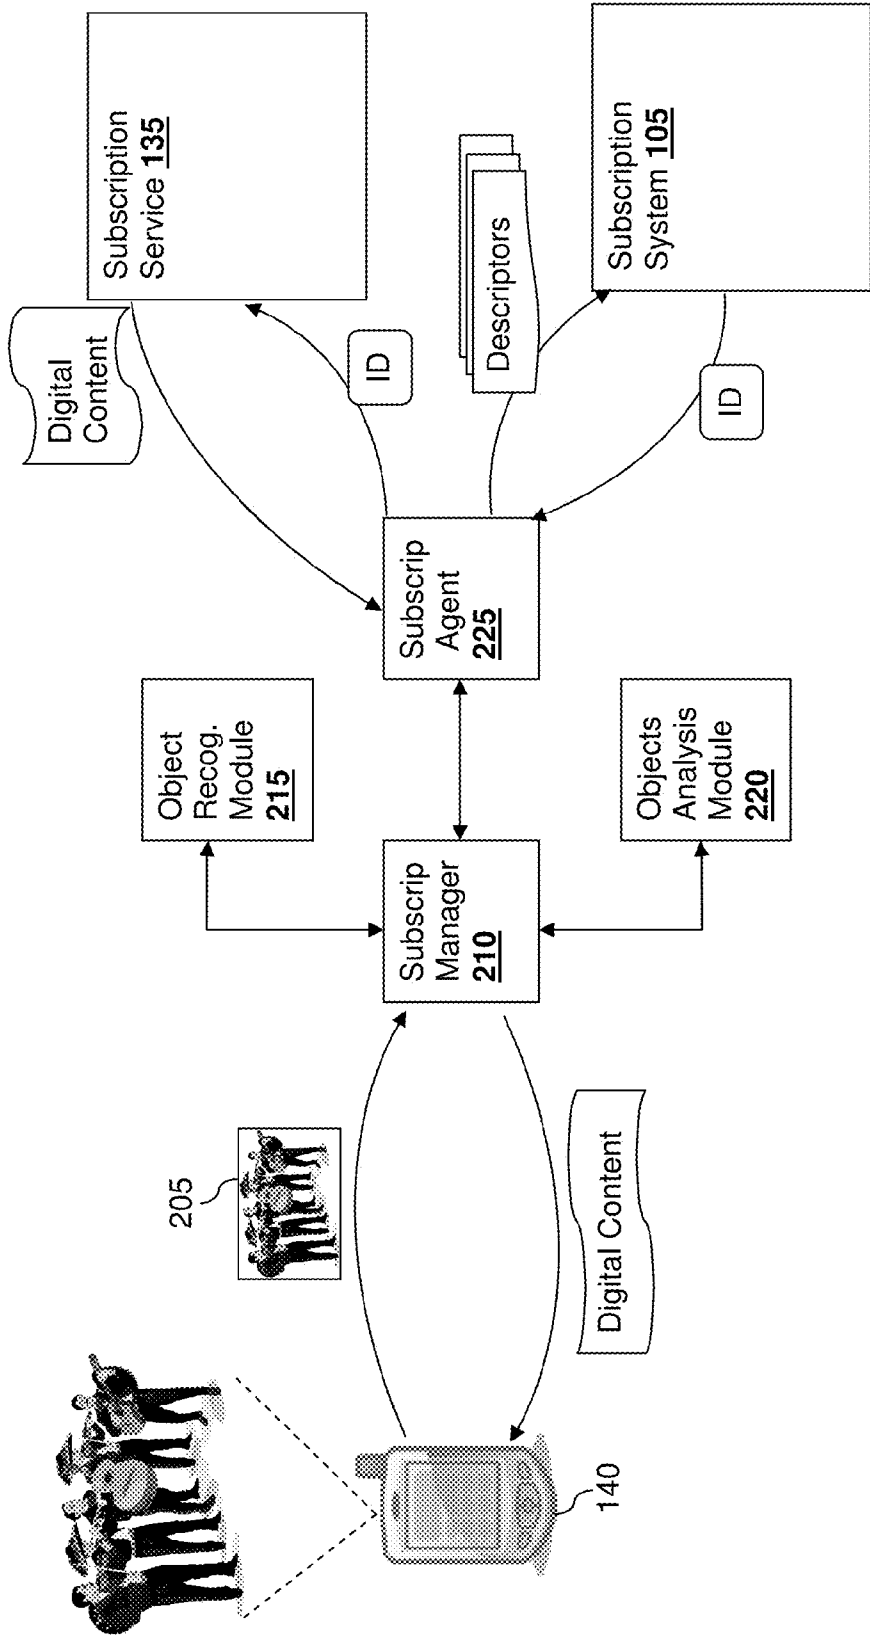 205
140
Digital Content
Subscrip
Manager
210
Object
Recog.
Module
215
Objects
Analysis
Module
220
Subscrip
Agent
225
Digital
Content
ID
Descriptors
ID
Subscription
Service 135
Subscription
System 105